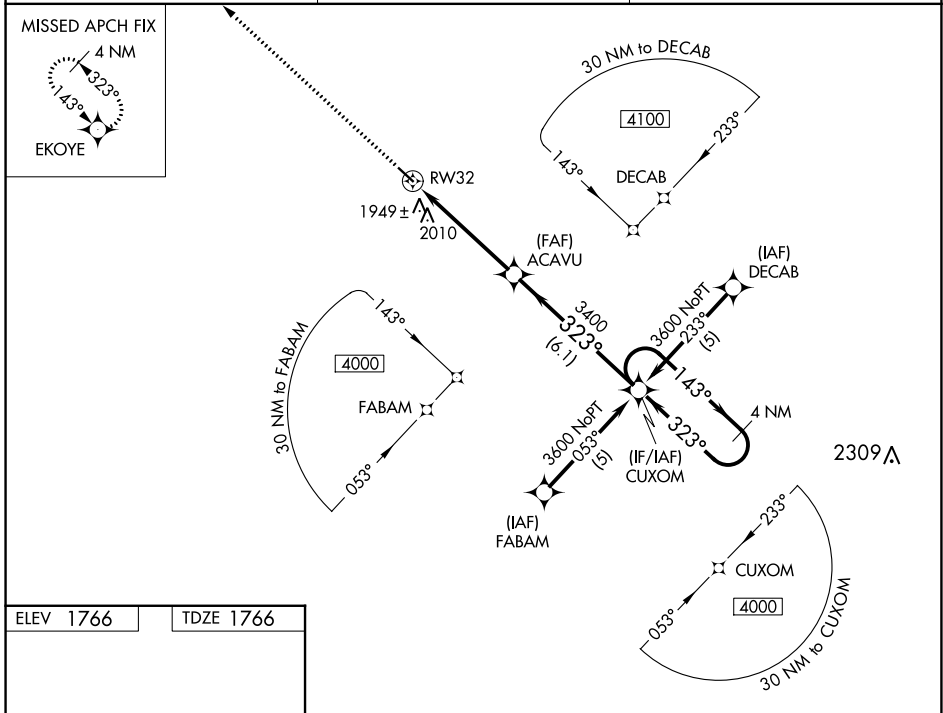 MISSED APCH FIX
4 NM
323°
143°
EKOYE
30 NM to DECAB
4100
143°
233°
DECAB
RW32
1949 ±
2010
(FAF)
ACAVU
(IAF)
DECAB
3400
323°
(6.1)
3600 NoPT
233°
(5)
143°
4 NM
323°
(IF/IAF)
CUXOM
3600 NoPT
053°
(5)
(IAF)
FABAM
30 NM to FABAM
143°
4000
FABAM
053°
2309
233°
CUXOM
4000
053°
30 NM to CUXOM
ELEV 1766
TDZE 1766